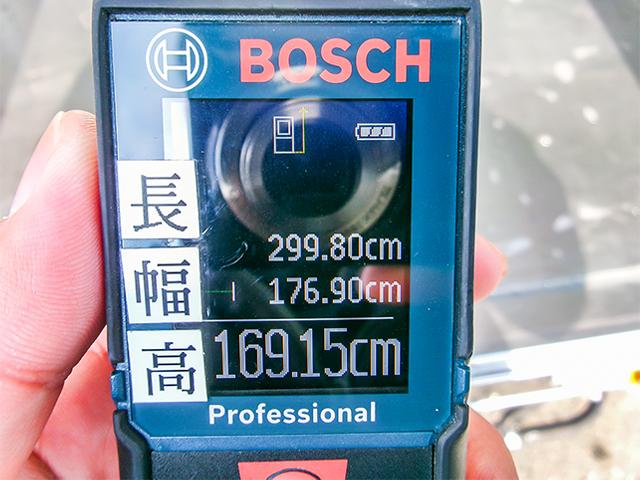 BOSCH
長 299.80cm
幅 176.90cm
高 169.15cm
Professional